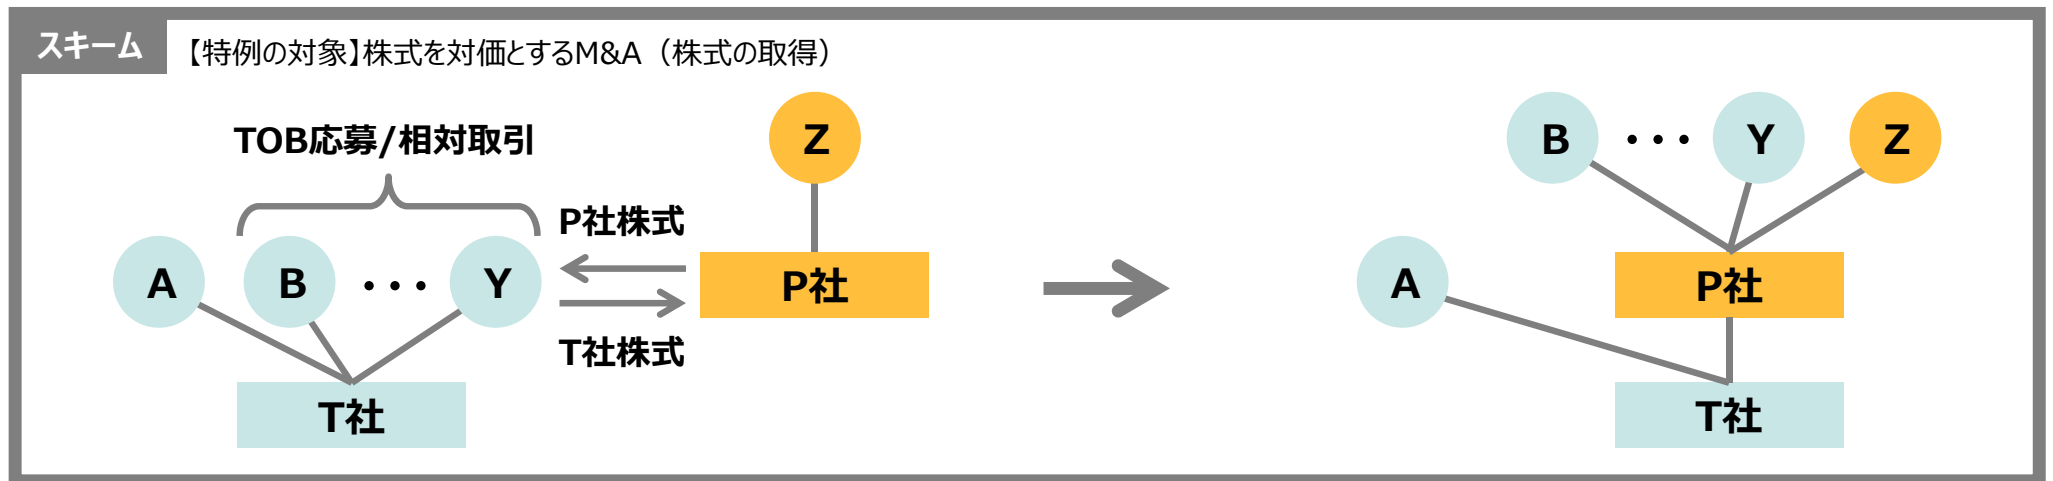 スキーム
【特例の対象】株式を対価とするM&A（株式の取得）
TOB応募/相対取引
A
B
・・・
Y
T社
P社株式
T社株式
Z
P社
B
・・・
Y
Z
A
P社
T社